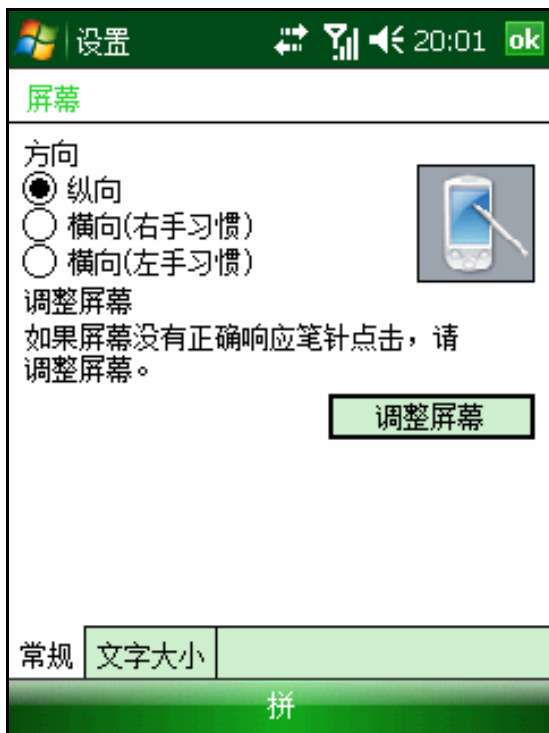 设置 20:01 ok
屏幕
方向
纵向
横向(右手习惯)
横向(左手习惯)
调整屏幕
如果屏幕没有正确响应笔针点击，请
调整屏幕。
调整屏幕
常规 文字大小
拼